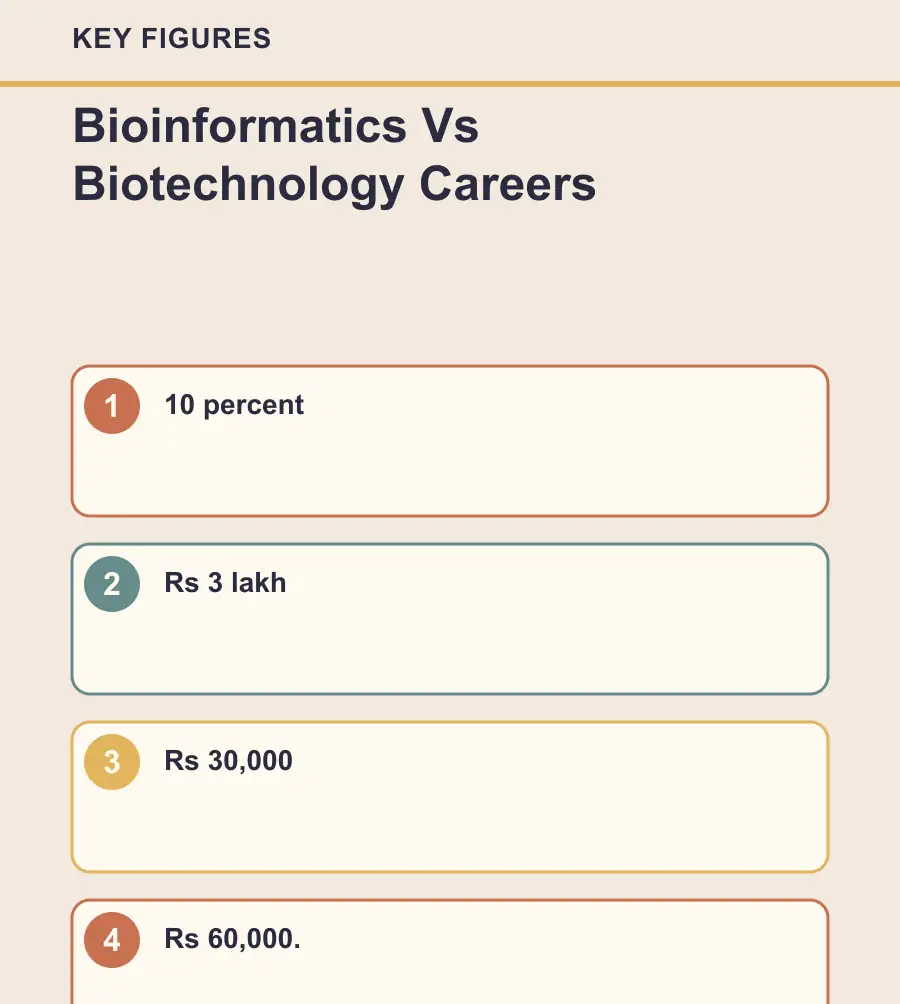 KEY FIGURES
Bioinformatics Vs
Biotechnology Careers
1 10 percent
2 Rs 3 lakh
3 Rs 30,000
4 Rs 60,000.